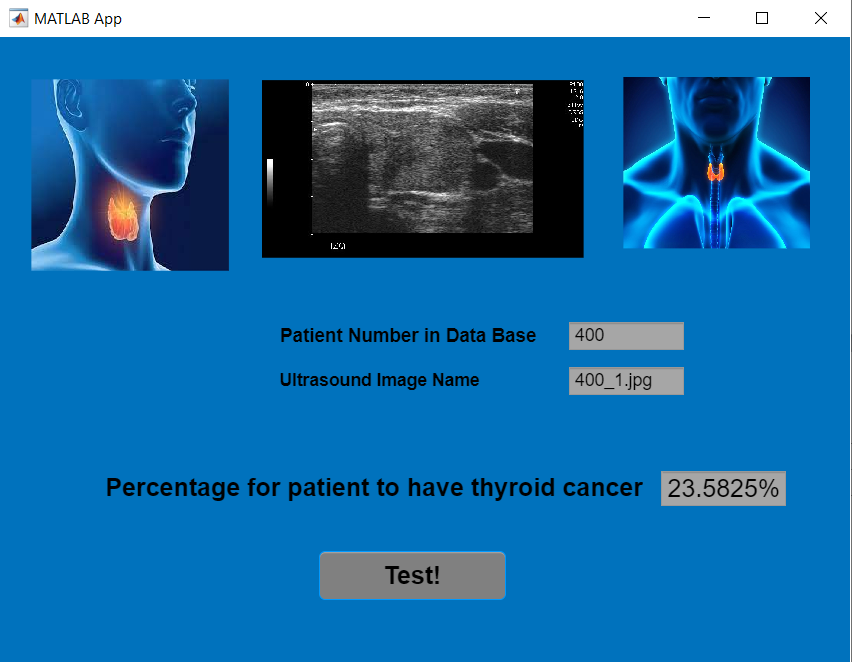 MATLAB App
Patient Number in Data Base 400
Ultrasound Image Name 400_1.jpg
Percentage for patient to have thyroid cancer 23.5825%
Test!